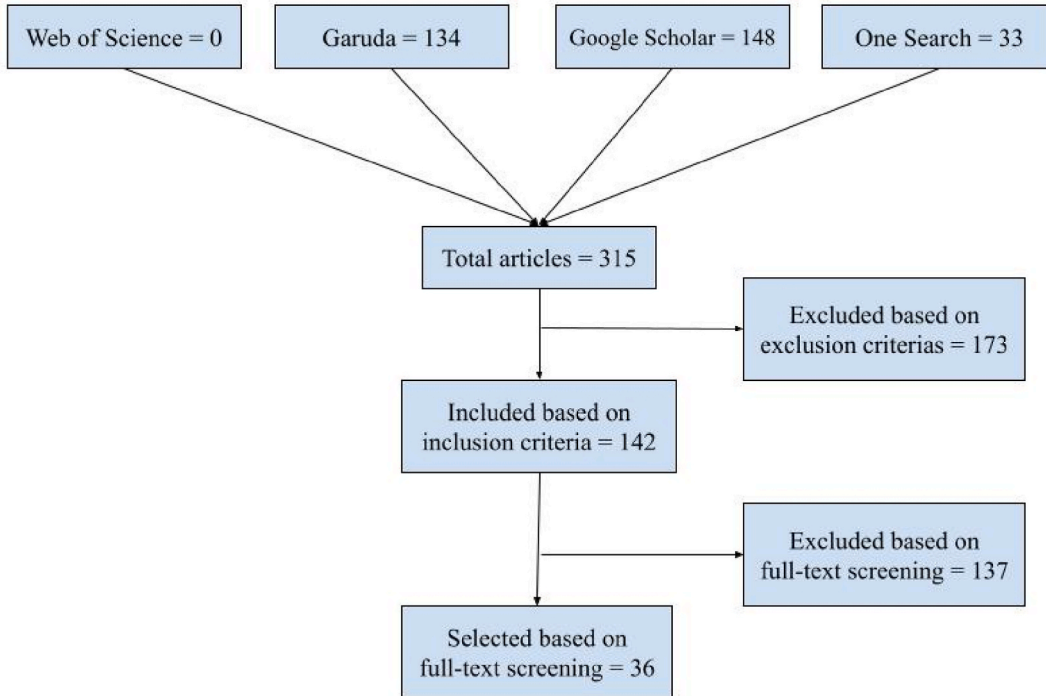 Web of Science = 0
Garuda = 134
Google Scholar = 148
One Search = 33
Total articles = 315
Excluded based on
exclusion criterias = 173
Included based on
inclusion criteria = 142
Excluded based on
full-text screening = 137
Selected based on
full-text screening = 36